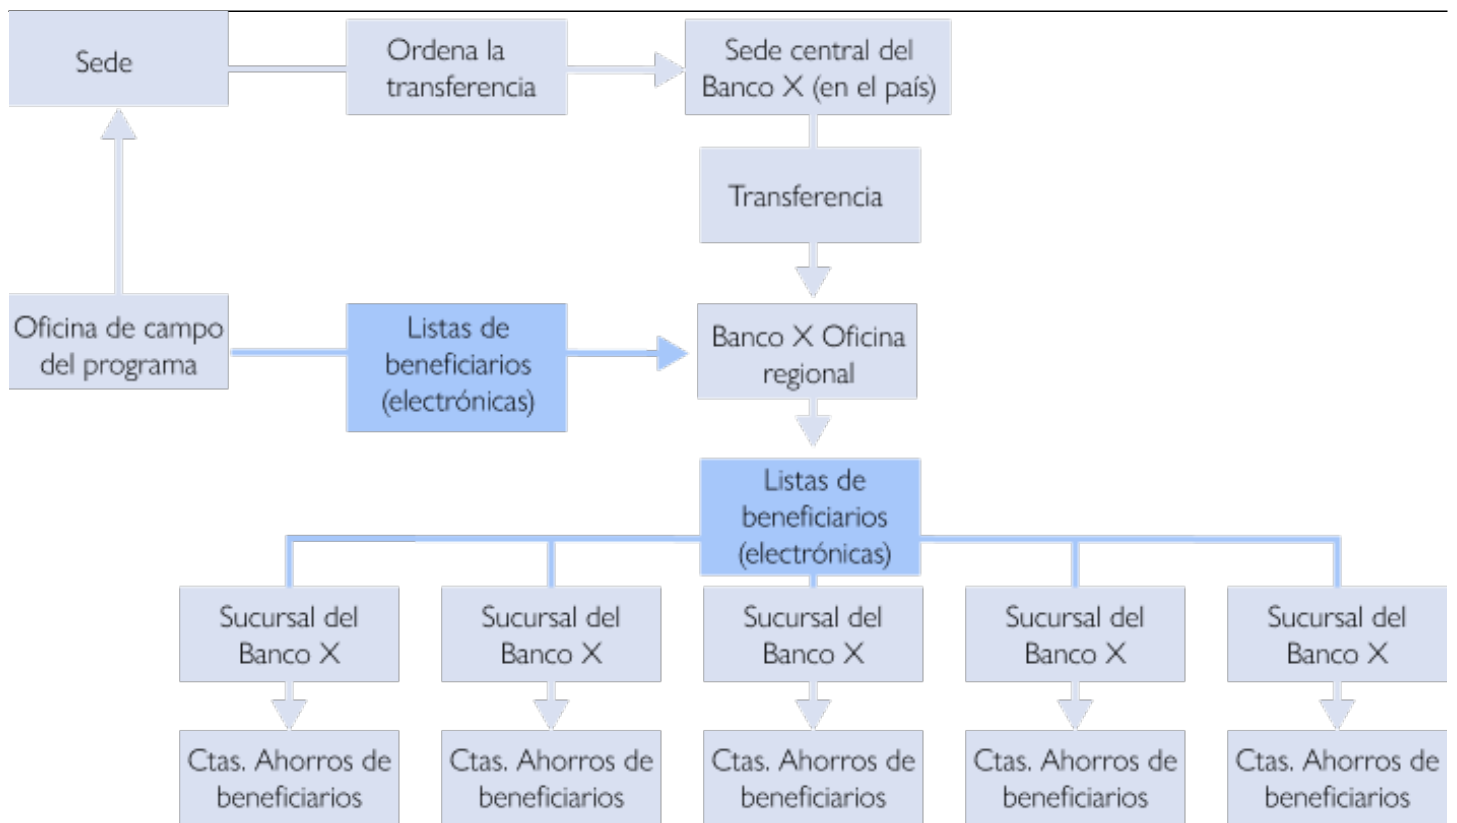 Sede
Ordena la
transferencia
Sede central del
Banco X (en el país)
Transferencia
Oficina de campo
del programa
Listas de
beneficiarios
(electrónicas)
Banco X Oficina
regional
Listas de
beneficiarios
(electrónicas)
Sucursal del
Banco X
Sucursal del
Banco X
Sucursal del
Banco X
Sucursal del
Banco X
Sucursal del
Banco X
Ctas. Ahorros de
beneficiarios
Ctas. Ahorros de
beneficiarios
Ctas. Ahorros de
beneficiarios
Ctas. Ahorros de
beneficiarios
Ctas. Ahorros de
beneficiarios